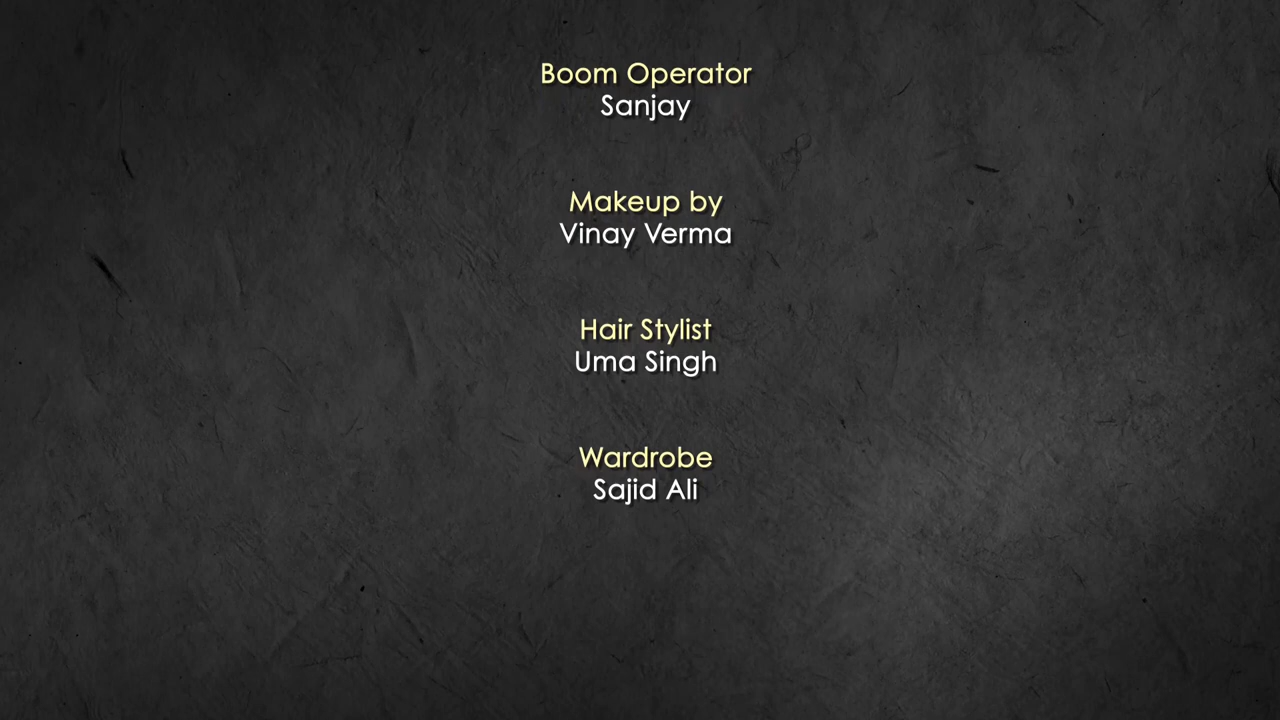 Boom Operator
Sanjay
Makeup by
Vinay Verma
Hair Stylist
Uma Singh
Wardrobe
Sajid Ali